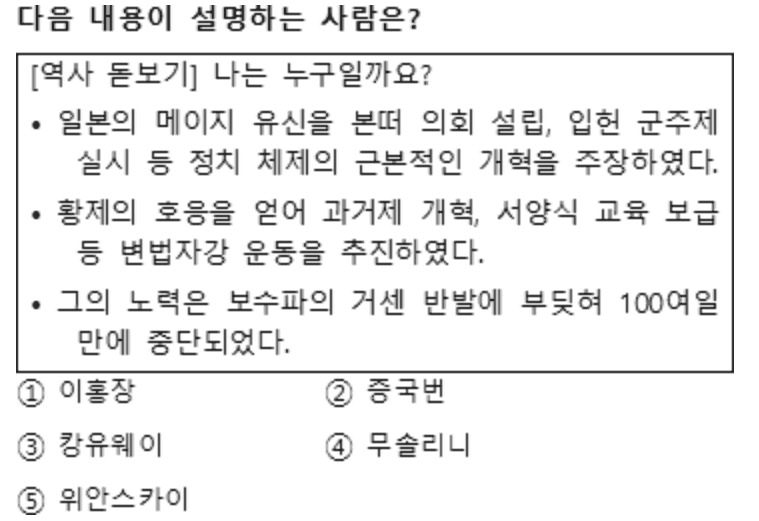 다음 내용이 설명하는 사람은?
[역사 돋보기] 나는 누구일까요?
• 일본의 메이지 유신을 본떠 의회 설립, 입헌 군주제
실시 등 정치 체제의 근본적인 개혁을 주장하였다.
• 황제의 호응을 얻어 과거제 개혁, 서양식 교육 보급
등 변법자강 운동을 추진하였다.
• 그의 노력은 보수파의 거센 반발에 부딪혀 100여일
만에 중단되었다.
① 이홍장 ② 증국번
③ 캉유웨이 ④ 무솔리니
⑤ 위안스카이